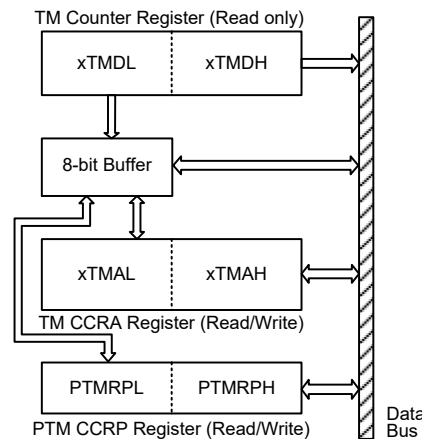 TM Counter Register (Read only)
xTMDL
xTMDH
8-bit Buffer
xTMAL
xTMAH
TM CCRA Register (Read/Write)
PTMRPL
PTMRPH
PTM CCRP Register (Read/Write)
Data
Bus